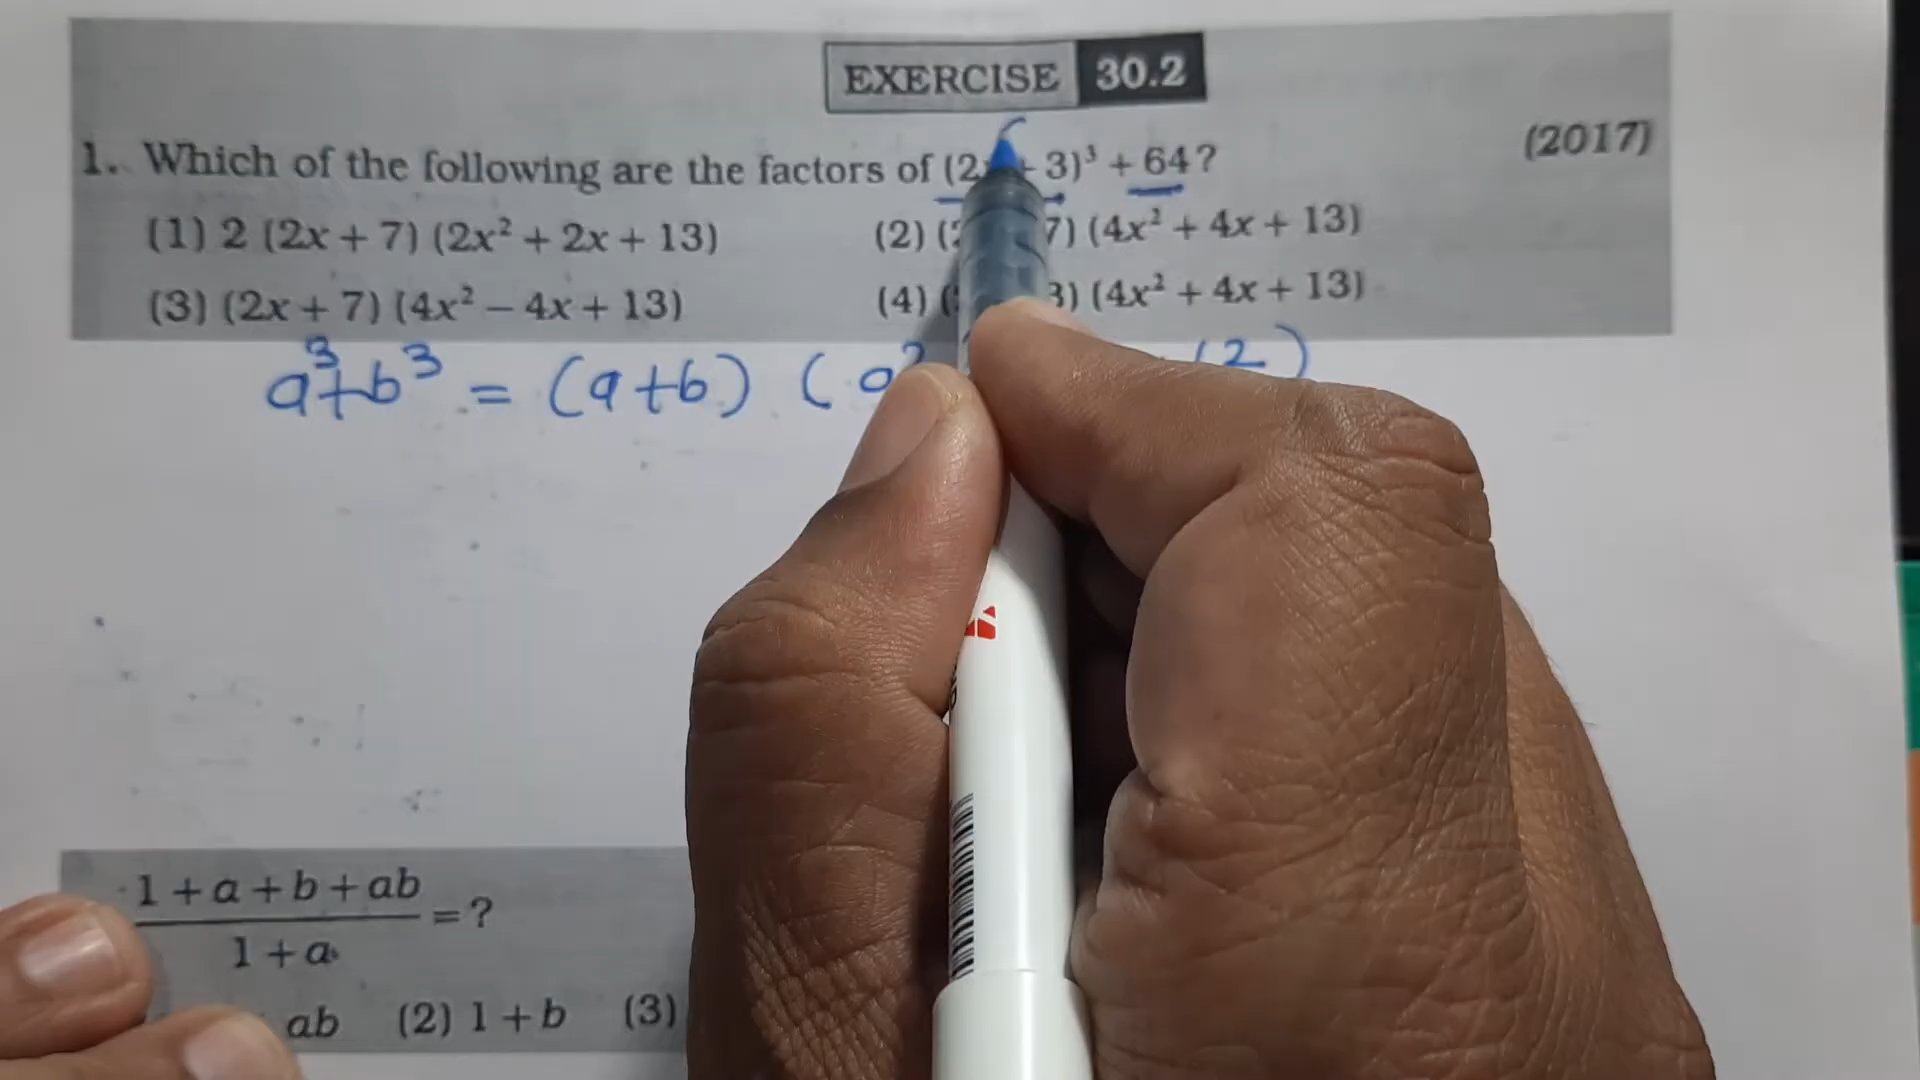 EXERCISE 30.2
1. Which of the following are the factors of (2 + 3)³ + 64? (2017)
(1) 2 (2x + 7) (2x² + 2x + 13) (2) ( 7) (4x² + 4x + 13)
(3) (2x + 7) (4x² – 4x + 13) (4) ( 3) (4x² + 4x + 13)
a³+b³ = (a+b) (a² 2)
1 + a + b + ab
= ?
1 + a
ab (2) 1 + b (3)